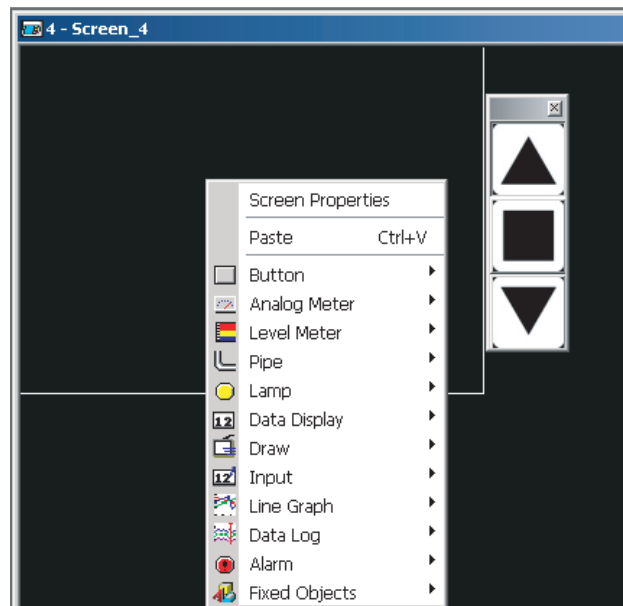 4 - Screen_4
Screen Properties
Paste Ctrl+V
Button
Analog Meter
Level Meter
Pipe
Lamp
12 Data Display
Draw
12 Input
Line Graph
Data Log
Alarm
Fixed Objects